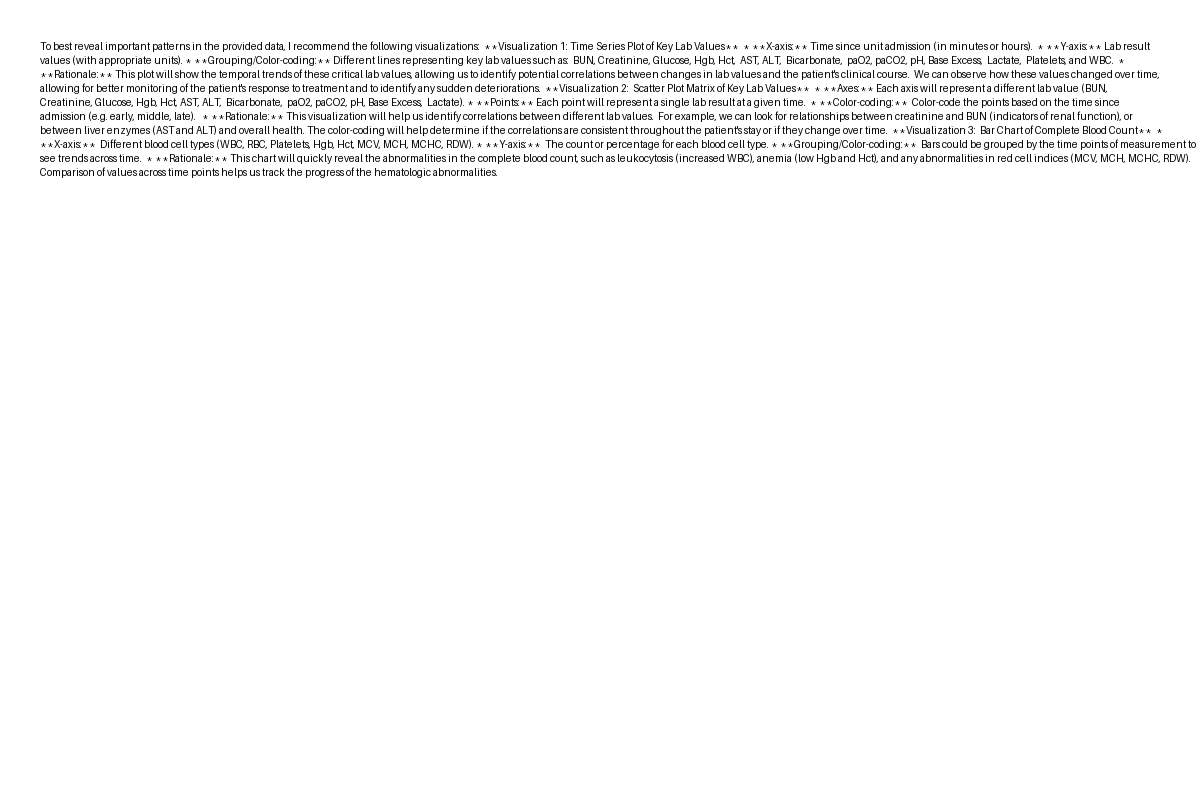 To best reveal important patterns in the provided data, I recommend the following visualizations:  **Visualization 1: Time Series Plot of Key Lab Values**  * **X-axis:** Time since unit admission (in minutes or hours).  * **Y-axis:** Lab result
values (with appropriate units). * **Grouping/Color-coding:** Different lines representing key lab values such as:  BUN, Creatinine, Glucose, Hgb, Hct,  AST, ALT,  Bicarbonate,  paO2, paCO2, pH, Base Excess,  Lactate,  Platelets, and WBC.  *
**Rationale:** This plot will show the temporal trends of these critical lab values, allowing us to identify potential correlations between changes in lab values and the patient's clinical course.  We can observe how these values changed over time,
allowing for better monitoring of the patient's response to treatment and to identify any sudden deteriorations.  **Visualization 2:  Scatter Plot Matrix of Key Lab Values**  * **Axes:** Each axis will represent a different lab value (BUN,
Creatinine, Glucose, Hgb, Hct, AST, ALT,  Bicarbonate,  paO2, paCO2, pH, Base Excess,  Lactate). * **Points:** Each point will represent a single lab result at a given time.  * **Color-coding:**  Color-code the points based on the time since
admission (e.g. early, middle, late).  * **Rationale:** This visualization will help us identify correlations between different lab values.  For example, we can look for relationships between creatinine and BUN (indicators of renal function), or
between liver enzymes (AST and ALT) and overall health. The color-coding will help determine if the correlations are consistent throughout the patient's stay or if they change over time.  **Visualization 3:  Bar Chart of Complete Blood Count**  *
**X-axis:**  Different blood cell types (WBC, RBC, Platelets, Hgb, Hct, MCV, MCH, MCHC, RDW). * **Y-axis:**  The count or percentage for each blood cell type. * **Grouping/Color-coding:**  Bars could be grouped by the time points of measurement to
see trends across time.  * **Rationale:** This chart will quickly reveal the abnormalities in the complete blood count, such as leukocytosis (increased WBC), anemia (low Hgb and Hct), and any abnormalities in red cell indices (MCV, MCH, MCHC, RDW).
Comparison of values across time points helps us track the progress of the hematologic abnormalities.